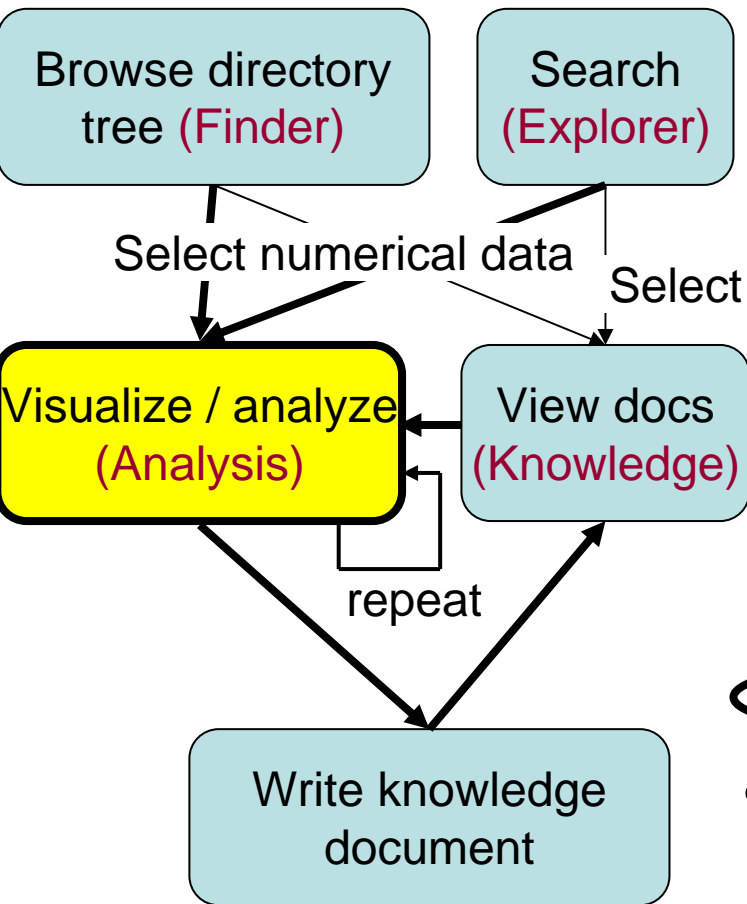 Browse directory
tree (Finder)
Search
(Explorer)
Select numerical data
Select
Visualize / analyze
(Analysis)
View docs
(Knowledge)
repeat
Write knowledge
document